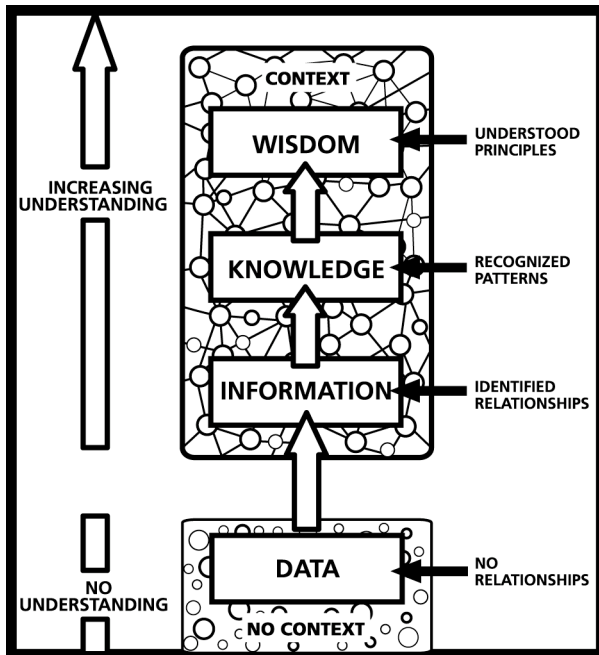 CONTEXT
WISDOM
UNDERSTOOD
PRINCIPLES
INCREASING
UNDERSTANDING
KNOWLEDGE
RECOGNIZED
PATTERNS
INFORMATION
IDENTIFIED
RELATIONSHIPS
DATA
NO
RELATIONSHIPS
NO
UNDERSTANDING
NO CONTEXT